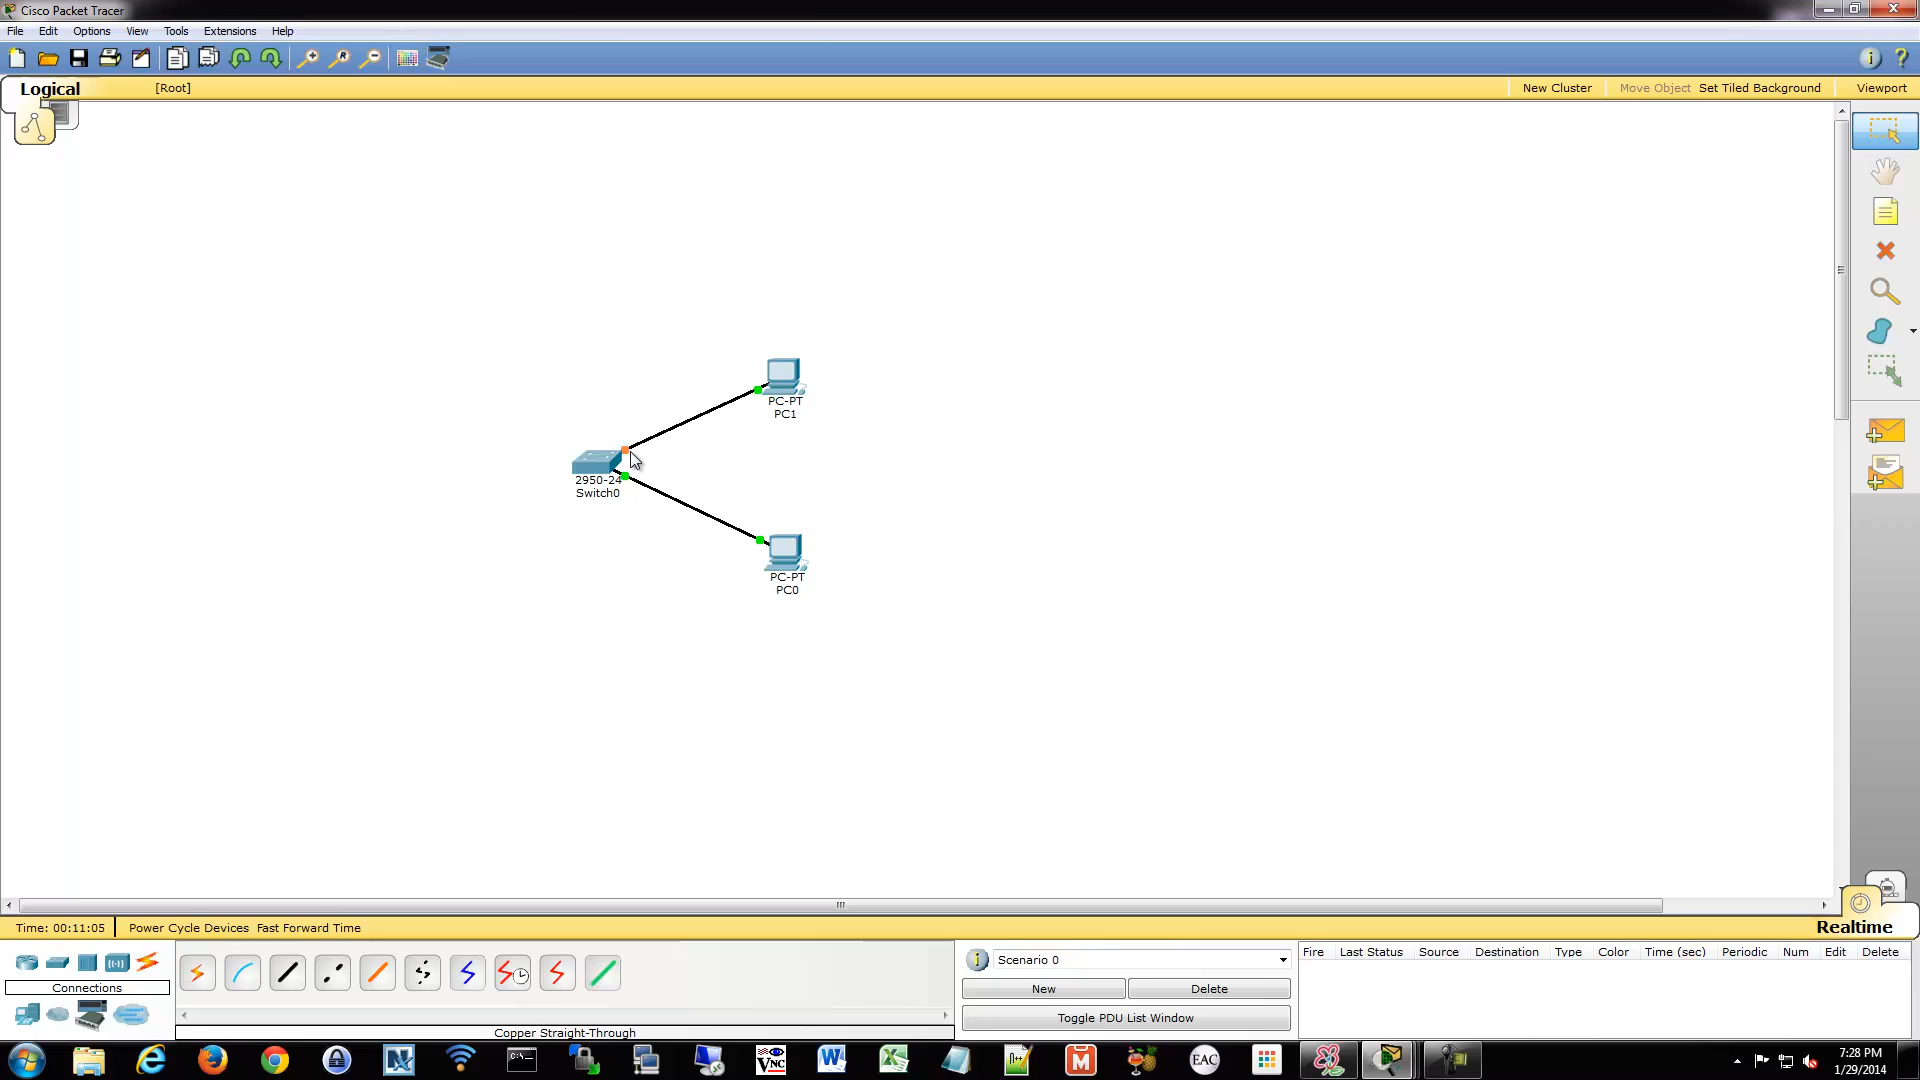 Cisco Packet Tracer
File Edit Options View Tools Extensions Help
Logical [Root] New Cluster Move Object Set Tiled Background Viewport
PC-PT
PC1
2950-24
Switch0
PC-PT
PC0
Time: 00:11:05 Power Cycle Devices Fast Forward Time Realtime
Scenario 0
Fire Last Status Source Destination Type Color Time (sec) Periodic Num Edit Delete
Connections
New Delete
Toggle PDU List Window
Copper Straight-Through
7:28 PM
1/29/2014
EAC
VNC